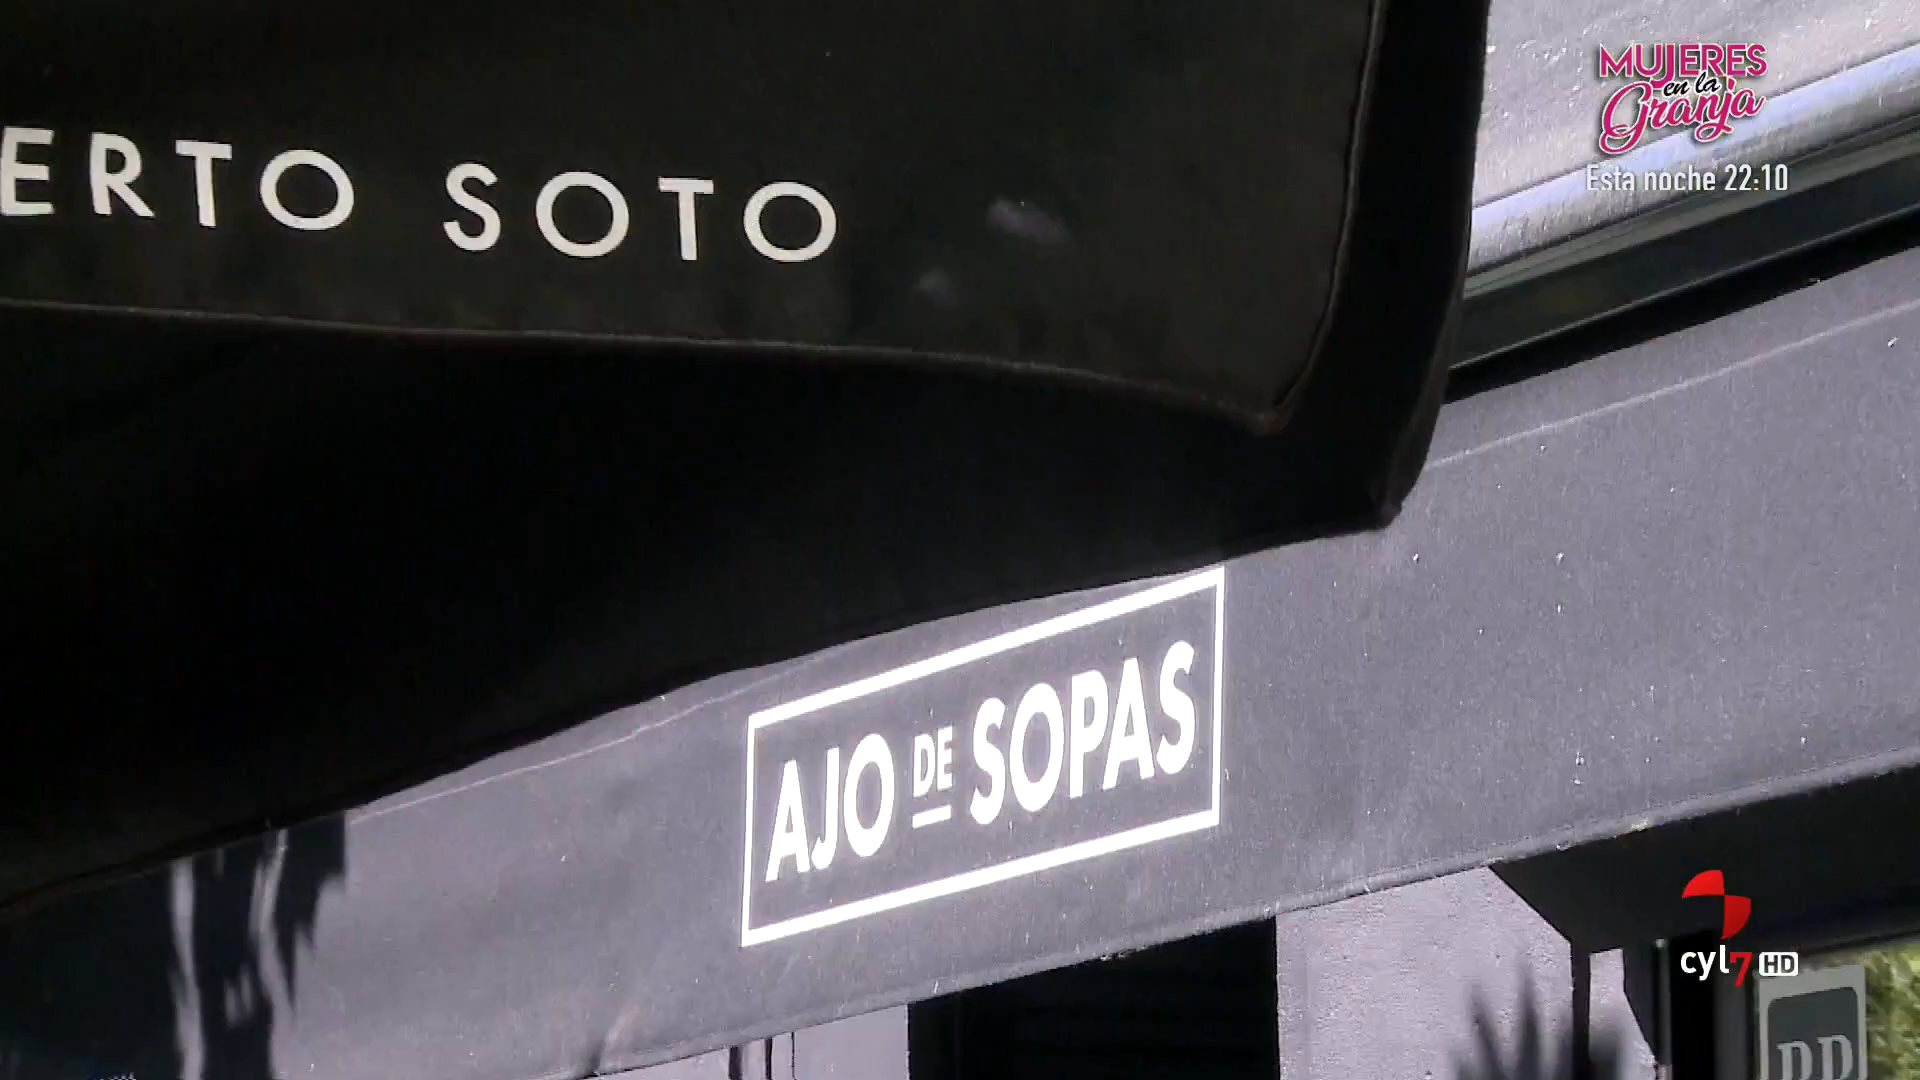 MUJERES
en la
Granja
Esta noche 22:10
ERTO SOTO
AJO DE SOPAS
cyl7 HD